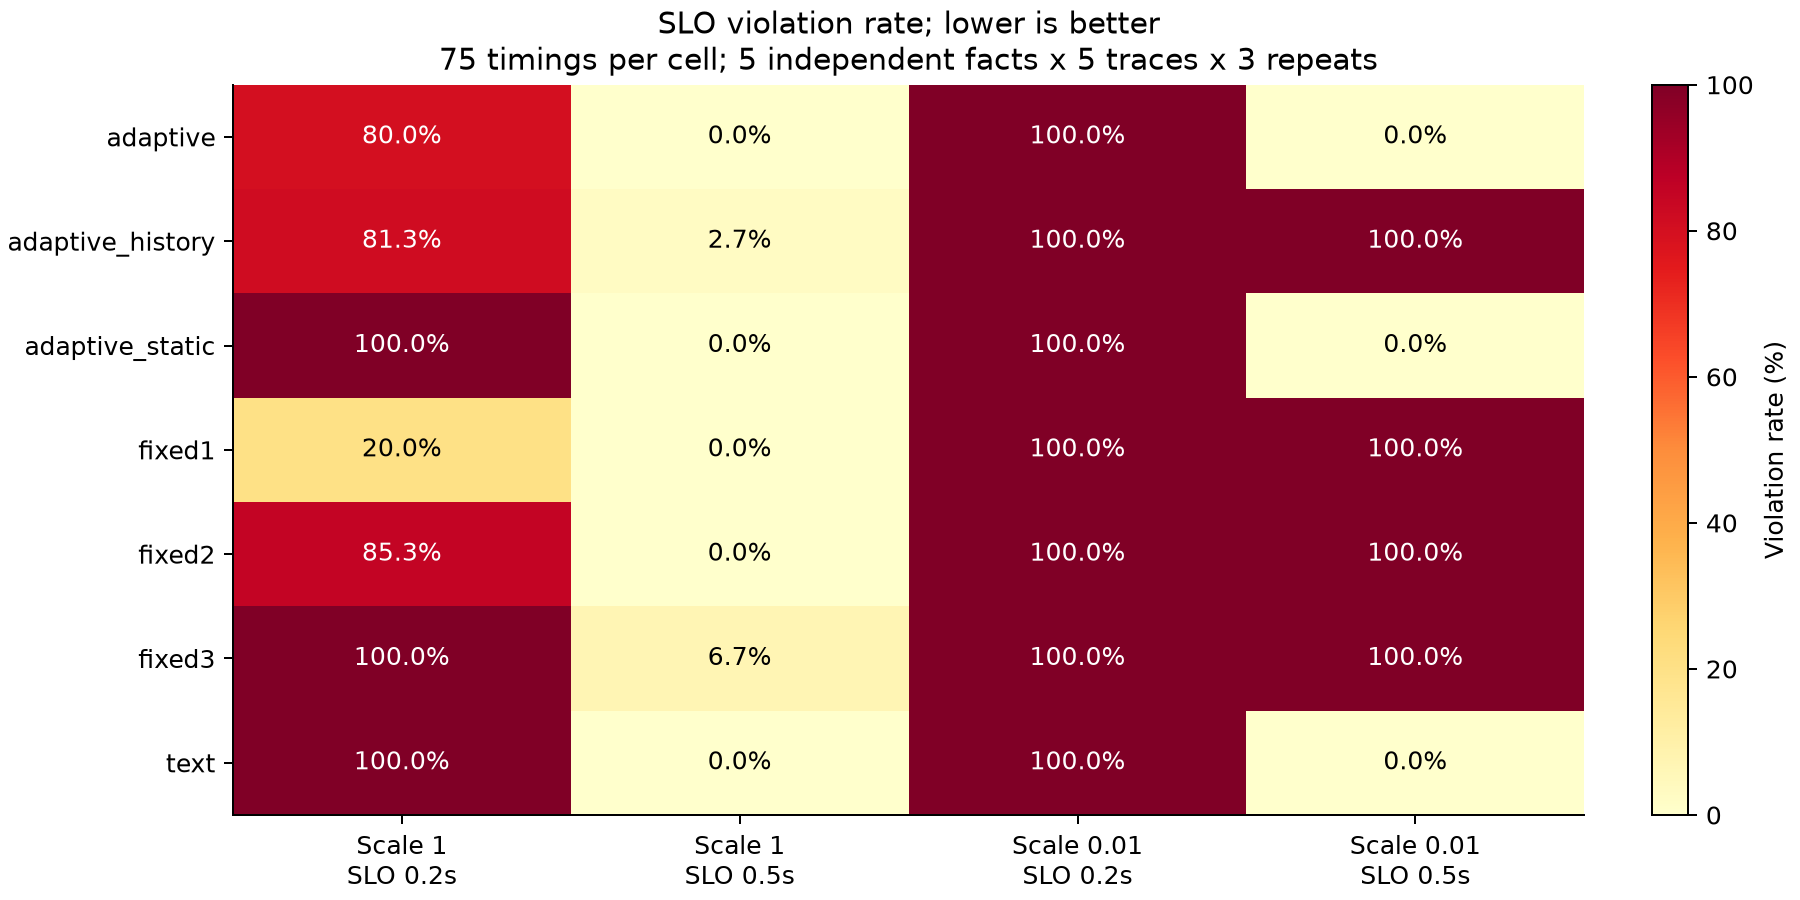 SLO violation rate; lower is better
75 timings per cell; 5 independent facts x 5 traces x 3 repeats
adaptive 80.0% 0.0% 100.0% 0.0%
adaptive_history 81.3% 2.7% 100.0% 100.0%
adaptive_static 100.0% 0.0% 100.0% 0.0%
fixed1 20.0% 0.0% 100.0% 100.0%
fixed2 85.3% 0.0% 100.0% 100.0%
fixed3 100.0% 6.7% 100.0% 100.0%
text 100.0% 0.0% 100.0% 0.0%
Scale 1 Scale 1 Scale 0.01 Scale 0.01
SLO 0.2s SLO 0.5s SLO 0.2s SLO 0.5s
100
80
60
40
20
0
Violation rate (%)